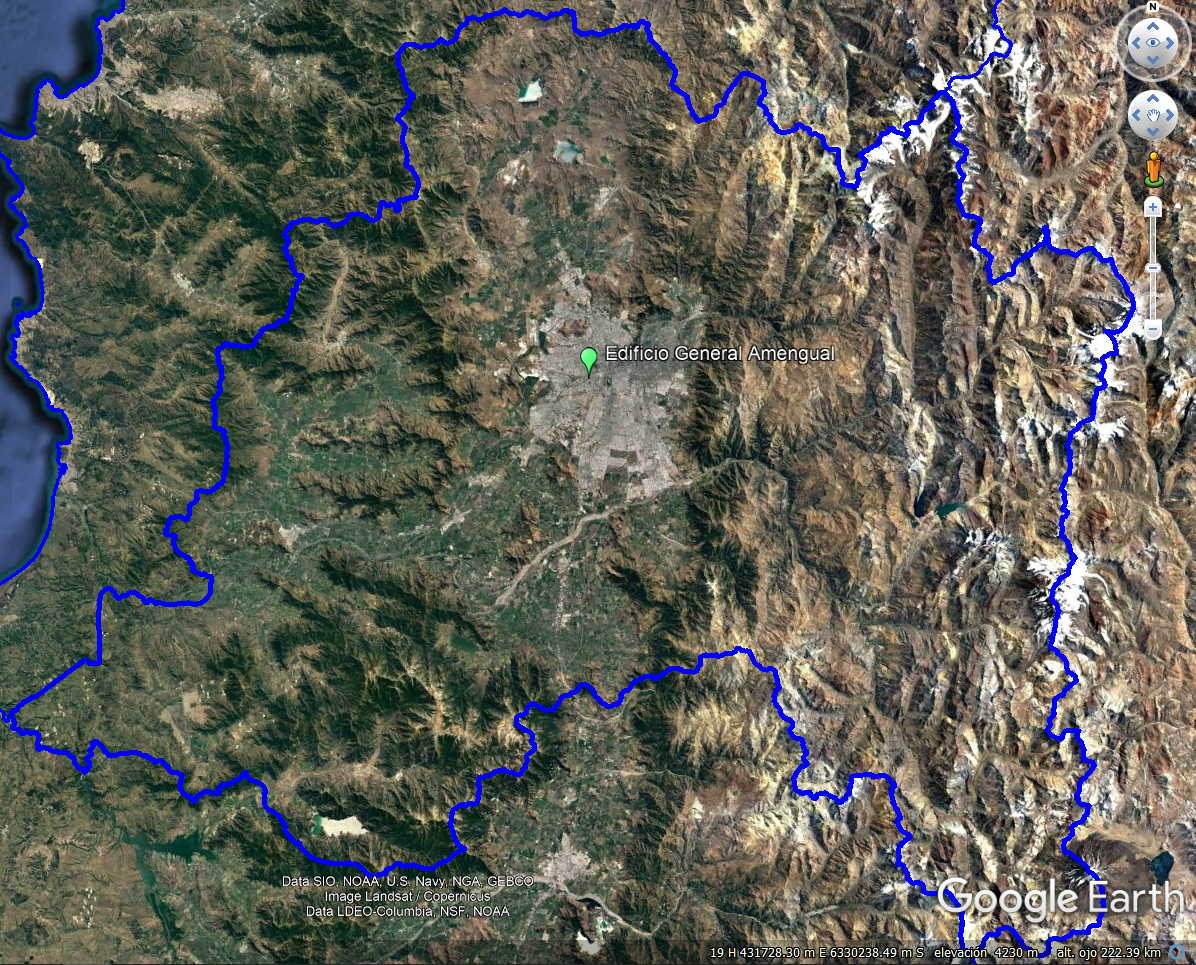 N
Edificio General Amengual
Data SIO, NOAA, U.S. Navy, NGA, GEBCO
Image Landsat / Copernicus
Data LDEO-Columbia, NSF, NOAA
Google Earth
19 H 431728.30 m E 6330238.49 m S elevación 4230 m alt. ojo 222.39 km